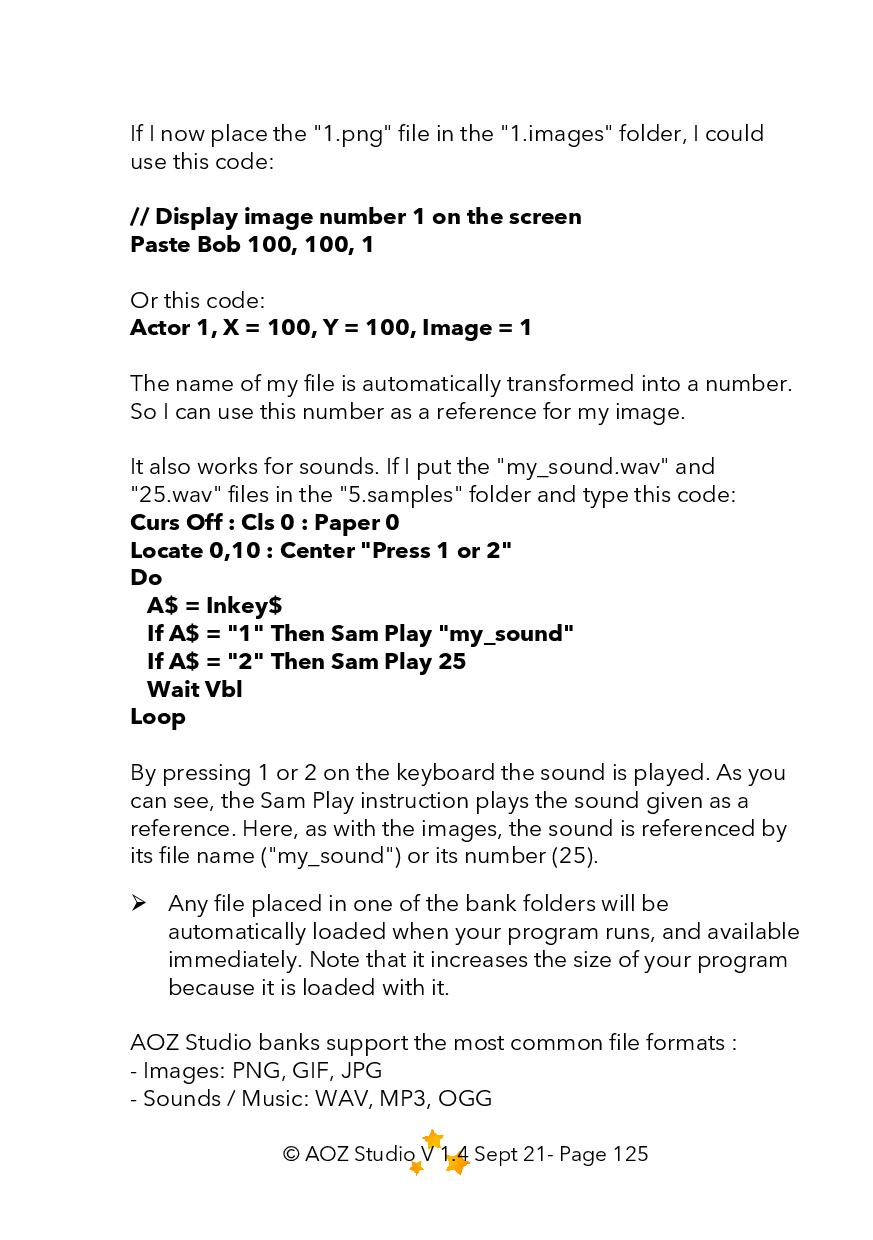 If I now place the "1.png" file in the "1.images" folder, I could
use this code:
// Display image number 1 on the screen
Paste Bob 100, 100, 1
Or this code:
Actor 1, X = 100, Y = 100, Image = 1
The name of my file is automatically transformed into a number.
So I can use this number as a reference for my image.
It also works for sounds. If I put the "my_sound.wav" and
"25.wav" files in the "5.samples" folder and type this code:
Curs Off : Cls 0 : Paper 0
Locate 0,10 : Center "Press 1 or 2"
Do
A$ = Inkey$
If A$ = "1" Then Sam Play "my_sound"
If A$ = "2" Then Sam Play 25
Wait Vbl
Loop
By pressing 1 or 2 on the keyboard the sound is played. As you
can see, the Sam Play instruction plays the sound given as a
reference. Here, as with the images, the sound is referenced by
its file name ("my_sound") or its number (25).
➢ Any file placed in one of the bank folders will be
automatically loaded when your program runs, and available
immediately. Note that it increases the size of your program
because it is loaded with it.
AOZ Studio banks support the most common file formats :
- Images: PNG, GIF, JPG
- Sounds / Music: WAV, MP3, OGG
© AOZ Studio V 1.4 Sept 21- Page 125